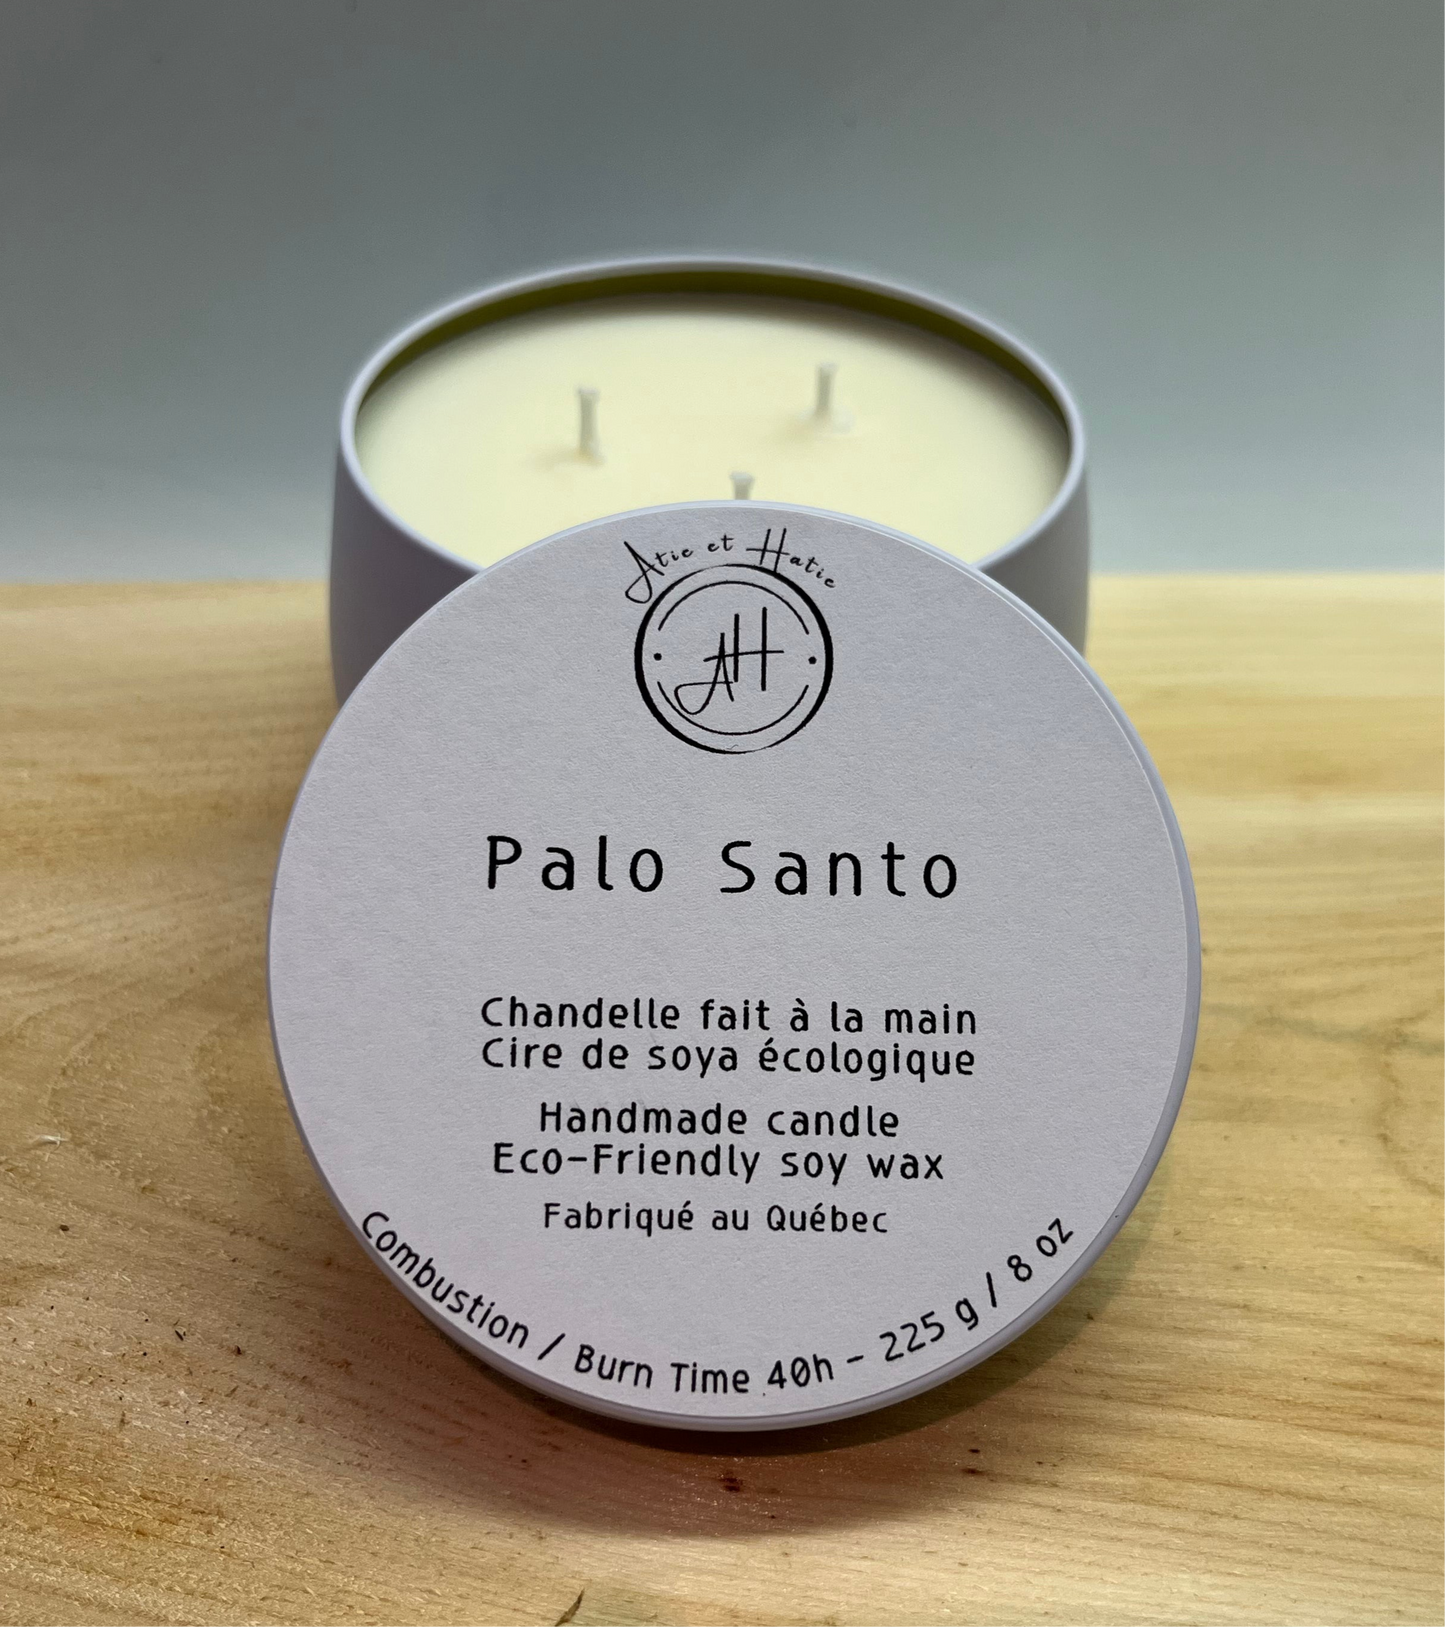 Atie et Hatie
AH
Palo Santo
Chandelle fait à la main
Cire de soya écologique
Handmade candle
Eco-Friendly soy wax
Fabriqué au Québec
Combustion / Burn Time 40h - 225 g / 8 oz